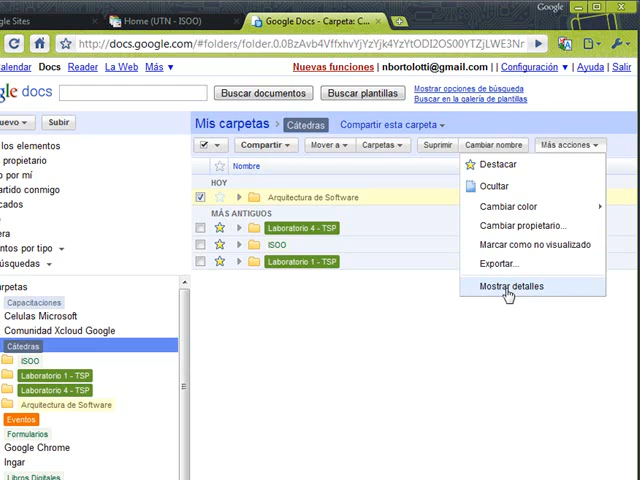 Google
gle Sites
Home (UTN - ISOO)
Google Docs - Carpeta: C...
http://docs.google.com/#folders/folder.0.0BzAvb4VffxhvYjYzYjk4YzYtODI2OS00YTZjLWE3Nr
Calendar Docs Reader La Web Más
Nuevas funciones | nbortolotti@gmail.com | Configuración | Ayuda | Salir
gle docs
Buscar documentos
Buscar plantillas
Mostrar opciones de búsqueda
Buscar en la galería de plantillas
uevo
Subir
Mis carpetas
Cátedras
Compartir esta carpeta
los elementos
propietario
o por mí
artido conmigo
cados
era
entos por tipo
úsquedas
Compartir
Mover a
Carpetas
Suprimir
Cambiar nombre
Más acciones
Nombre
HOY
Arquitectura de Software
MÁS ANTIGUOS
Laboratorio 4 - TSP
ISOO
Laboratorio 1 - TSP
Destacar
Ocultar
Cambiar color
Cambiar propietario...
Marcar como no visualizado
Exportar...
Mostrar detalles
arpetas
Capacitaciones
Celulas Microsoft
Comunidad Xcloud Google
Cátedras
ISOO
Laboratorio 1 - TSP
Laboratorio 4 - TSP
Arquitectura de Software
Eventos
Formularios
Google Chrome
Ingar
Libros Digitales